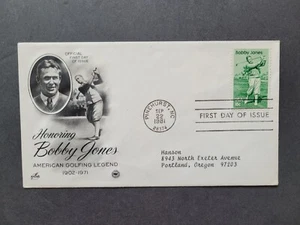 OFFICIAL
FIRST DAY
OF ISSUE
Honoring
Bobby Jones
AMERICAN GOLFING LEGEND
1902-1971
PINEHURST, NC
SEP
22
1981
28374
Bobby Jones
FIRST DAY OF ISSUE
Hanson
8943 North Exeter Avenue
Portland, Oregon 97203